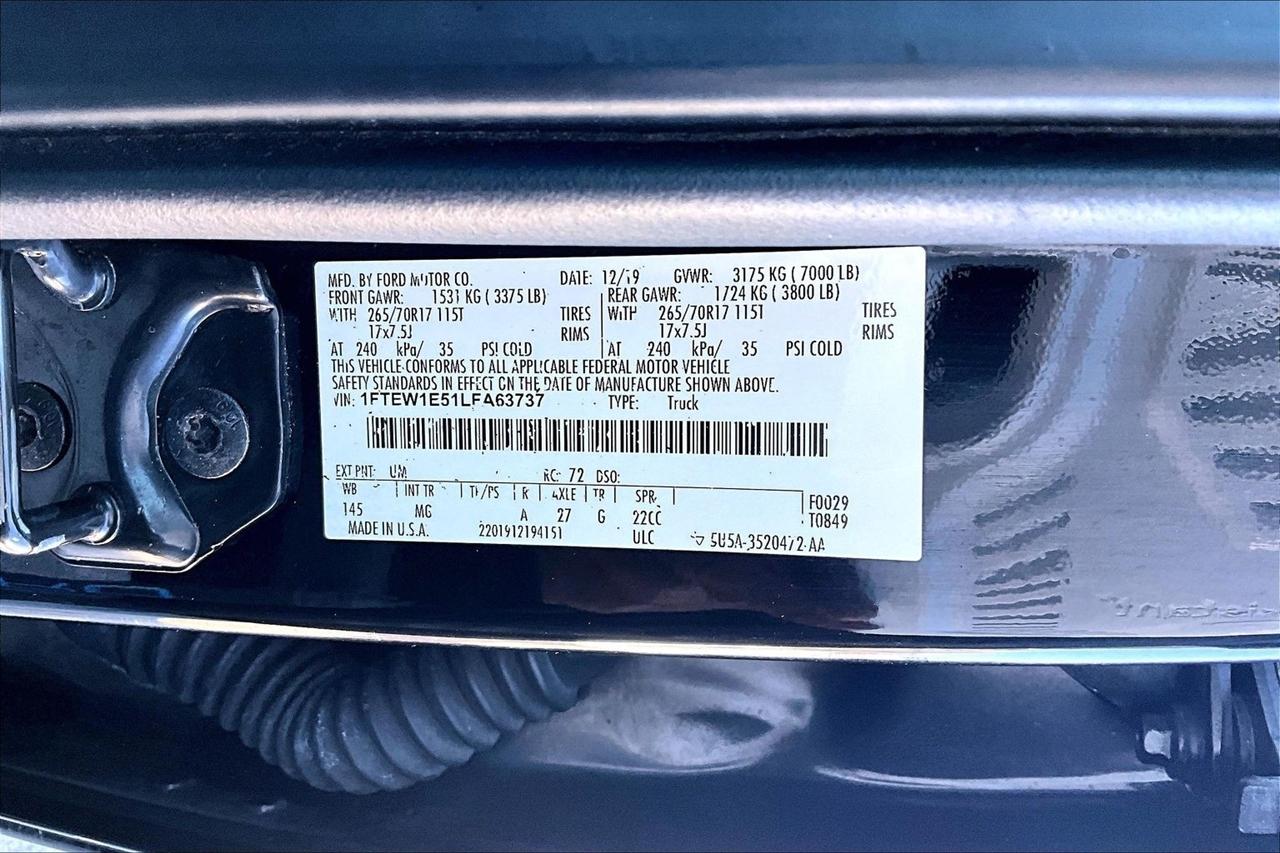 MFD. BY FORD MOTOR CO. DATE: 12/19 GVWR: 3175 KG ( 7000 LB)
FRONT GAWR: 1531 KG ( 3375 LB) REAR GAWR: 1724 KG ( 3800 LB)
WITH 265/70R17 115T TIRES WITH 265/70R17 115T TIRES
17x7.5J RIMS 17x7.5J RIMS
AT 240 kPa/ 35 PSI COLD AT 240 kPa/ 35 PSI COLD
THIS VEHICLE CONFORMS TO ALL APPLICABLE FEDERAL MOTOR VEHICLE
SAFETY STANDARDS IN EFFECT ON THE DATE OF MANUFACTURE SHOWN ABOVE.
VIN: 1FTEW1E51LFA63737 TYPE: Truck
EXT PNT: UM RC: 72 DSO:
WB INT TR TP/PS R AXLE TR SPR F0029
145 MG A 27 G 22CC T0849
MADE IN U.S.A. 2201912194151 ULC 5U5A-3520472-AA